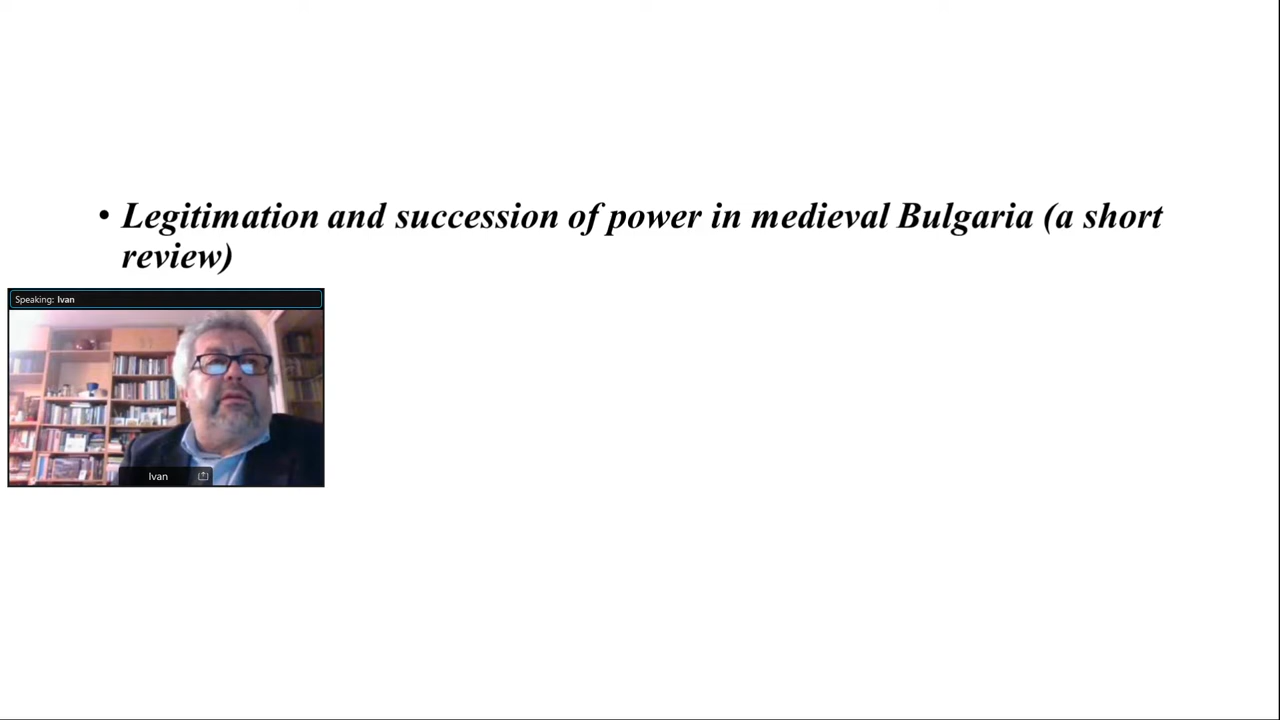 • Legitimation and succession of power in medieval Bulgaria (a short
review)
Speaking: Ivan
Ivan